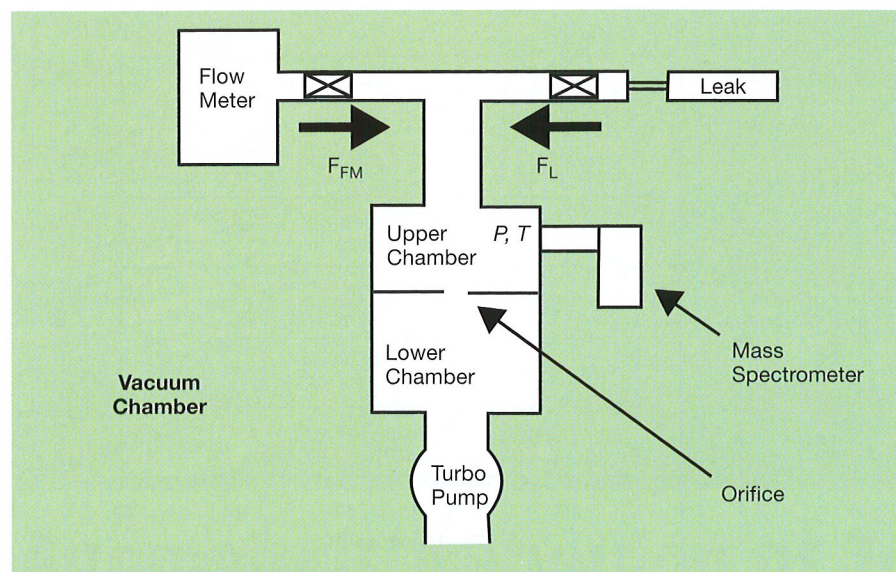 Flow
Meter
Leak
F_FM
F_L
Upper
Chamber
P, T
Lower
Chamber
Mass
Spectrometer
Vacuum
Chamber
Turbo
Pump
Orifice